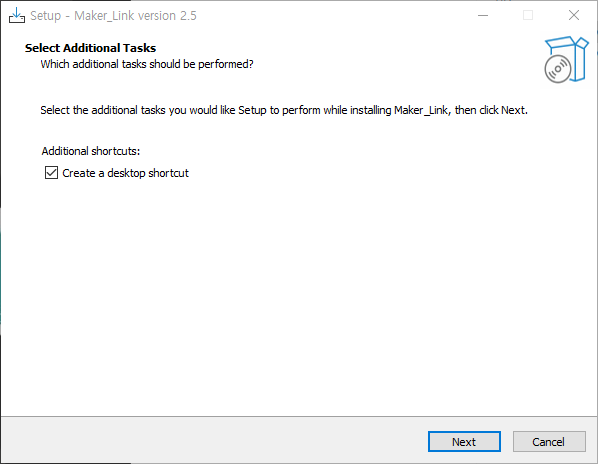 Setup - Maker_Link version 2.5
Select Additional Tasks
Which additional tasks should be performed?
Select the additional tasks you would like Setup to perform while installing Maker_Link, then click Next.
Additional shortcuts:
Create a desktop shortcut
Next
Cancel